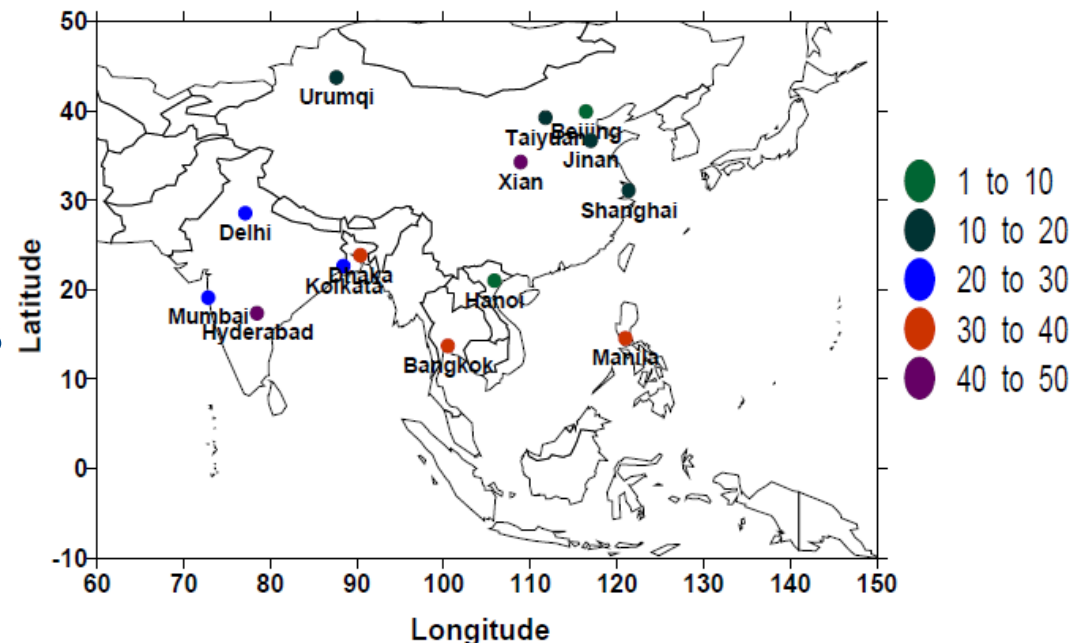 50
40
30
20
10
0
-10
Latitude
60 70 80 90 100 110 120 130 140 150
Longitude
Urumqi
Beijing
Taiyuan
Jinan
Xian
Shanghai
Delhi
Dhaka
Kolkata
Hanoi
Mumbai
Hyderabad
Bangkok
Manila
1 to 10
10 to 20
20 to 30
30 to 40
40 to 50